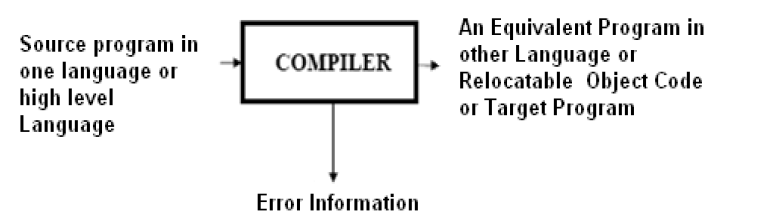 Source program in
one language or
high level
Language
COMPILER
An Equivalent Program in
other Language or
Relocatable Object Code
or Target Program
Error Information